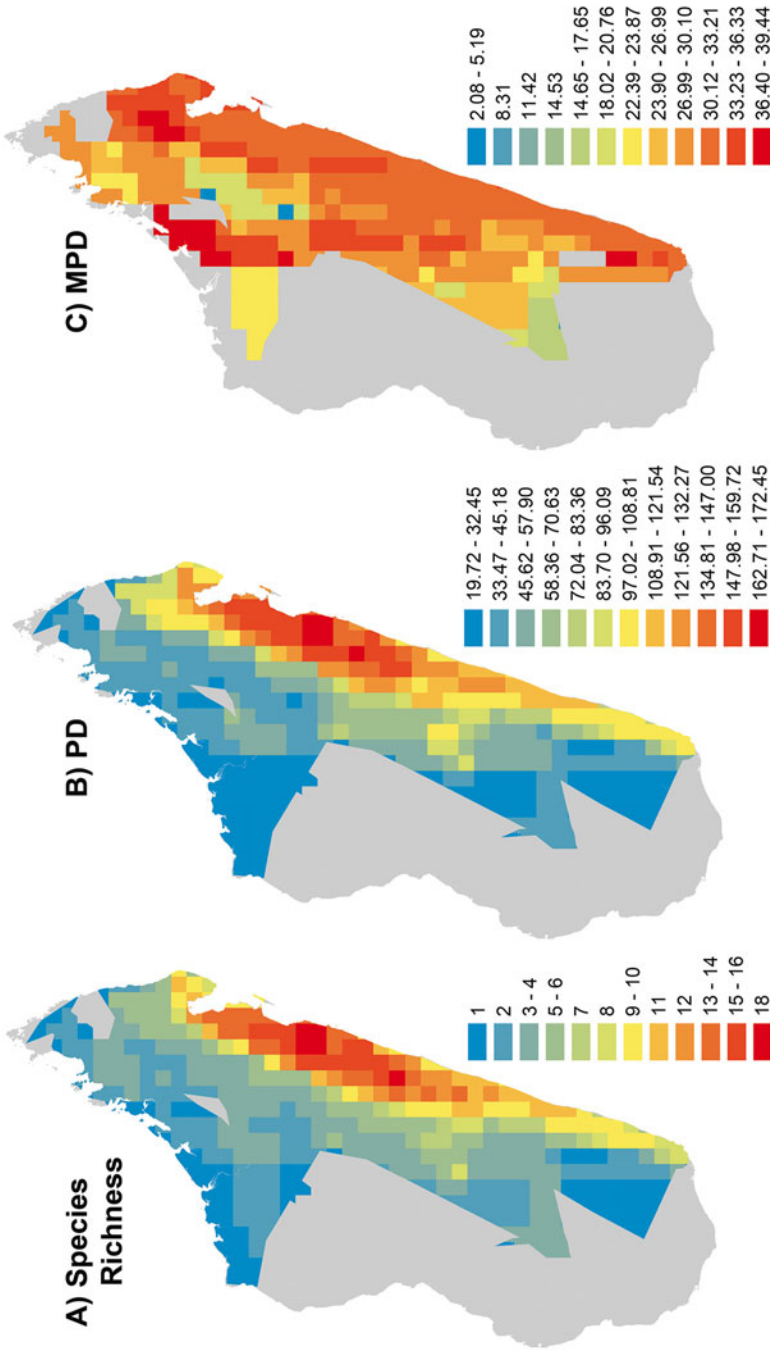 A) Species
Richness
1
2
3 - 4
5 - 6
7
8
9 - 10
11
12
13 - 14
15 - 16
18
B) PD
19.72 - 32.45
33.47 - 45.18
45.62 - 57.90
58.36 - 70.63
72.04 - 83.36
83.70 - 96.09
97.02 - 108.81
108.91 - 121.54
121.56 - 132.27
134.81 - 147.00
147.98 - 159.72
162.71 - 172.45
C) MPD
2.08 - 5.19
8.31
11.42
14.53
14.65 - 17.65
18.02 - 20.76
22.39 - 23.87
23.90 - 26.99
26.99 - 30.10
30.12 - 33.21
33.23 - 36.33
36.40 - 39.44